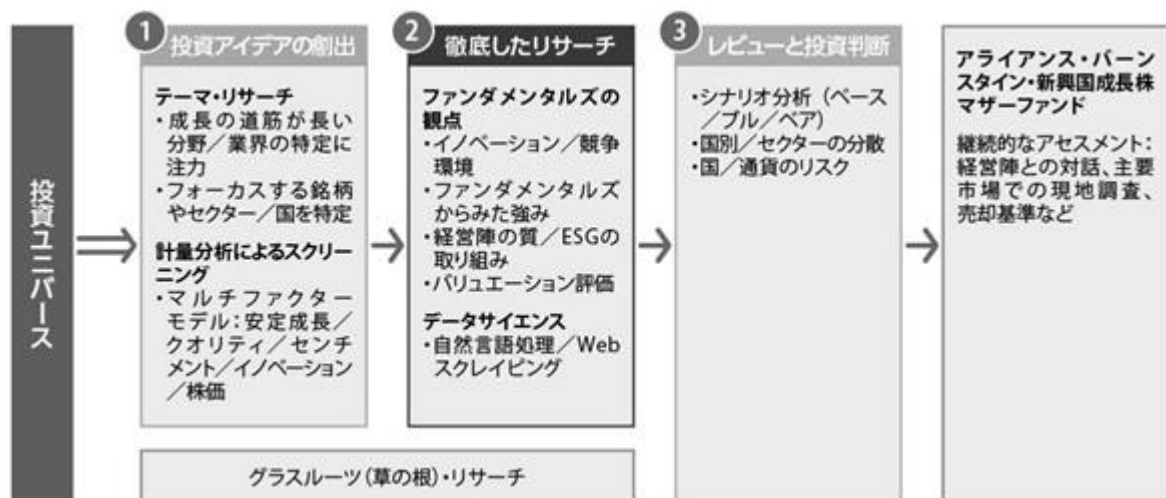 投資ユニバース
1 投資アイデアの創出
テーマ・リサーチ
・成長の道筋が長い
分野／業界の特定に
注力
・フォーカスする銘柄
やセクター／国を特定
計量分析によるスクリー
ニング
・マルチファクター
モデル：安定成長／
クオリティ／センチ
メント／イノベーション
／株価
2 徹底したリサーチ
ファンダメンタルズの
観点
・イノベーション／競争
環境
・ファンダメンタルズ
からみた強み
・経営陣の質／ESGの
取り組み
・バリュエーション評価
データサイエンス
・自然言語処理／Web
スクレイピング
グラスルーツ（草の根）・リサーチ
3 レビューと投資判断
・シナリオ分析（ベース
／ブル／ベア）
・国別／セクターの分散
・国／通貨のリスク
アライアンス・バーン
スタイン・新興国成長株
マザーファンド
継続的なアセスメント：
経営陣との対話、主要
市場での現地調査、
売却基準など